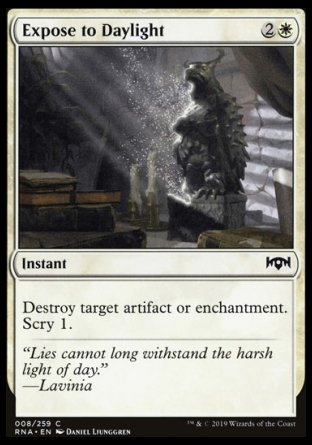 Expose to Daylight 2
Instant
Destroy target artifact or enchantment.
Scry 1.
"Lies cannot long withstand the harsh
light of day."
—Lavinia
008/259 C
RNA • EN Daniel Ljunggren ™ & © 2019 Wizards of the Coast